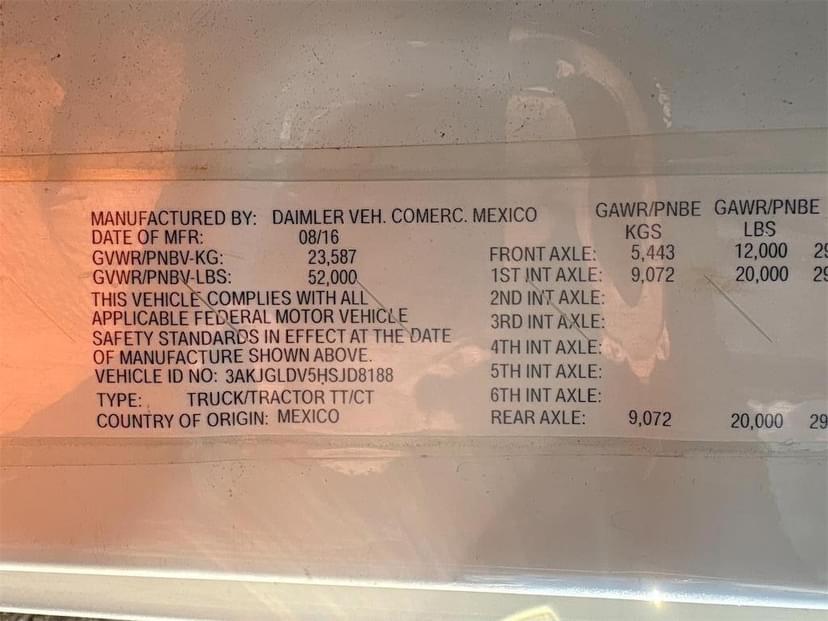 MANUFACTURED BY: DAIMLER VEH. COMERC. MEXICO
DATE OF MFR: 08/16
GVWR/PNBV-KG: 23,587
GVWR/PNBV-LBS: 52,000
THIS VEHICLE COMPLIES WITH ALL
APPLICABLE FEDERAL MOTOR VEHICLE
SAFETY STANDARDS IN EFFECT AT THE DATE
OF MANUFACTURE SHOWN ABOVE.
VEHICLE ID NO: 3AKJGLDV5HSJD8188
TYPE: TRUCK/TRACTOR TT/CT
COUNTRY OF ORIGIN: MEXICO
GAWR/PNBE GAWR/PNBE
KGS LBS
FRONT AXLE: 5,443 12,000 29
1ST INT AXLE: 9,072 20,000 29
2ND INT AXLE:
3RD INT AXLE:
4TH INT AXLE:
5TH INT AXLE:
6TH INT AXLE:
REAR AXLE: 9,072 20,000 29